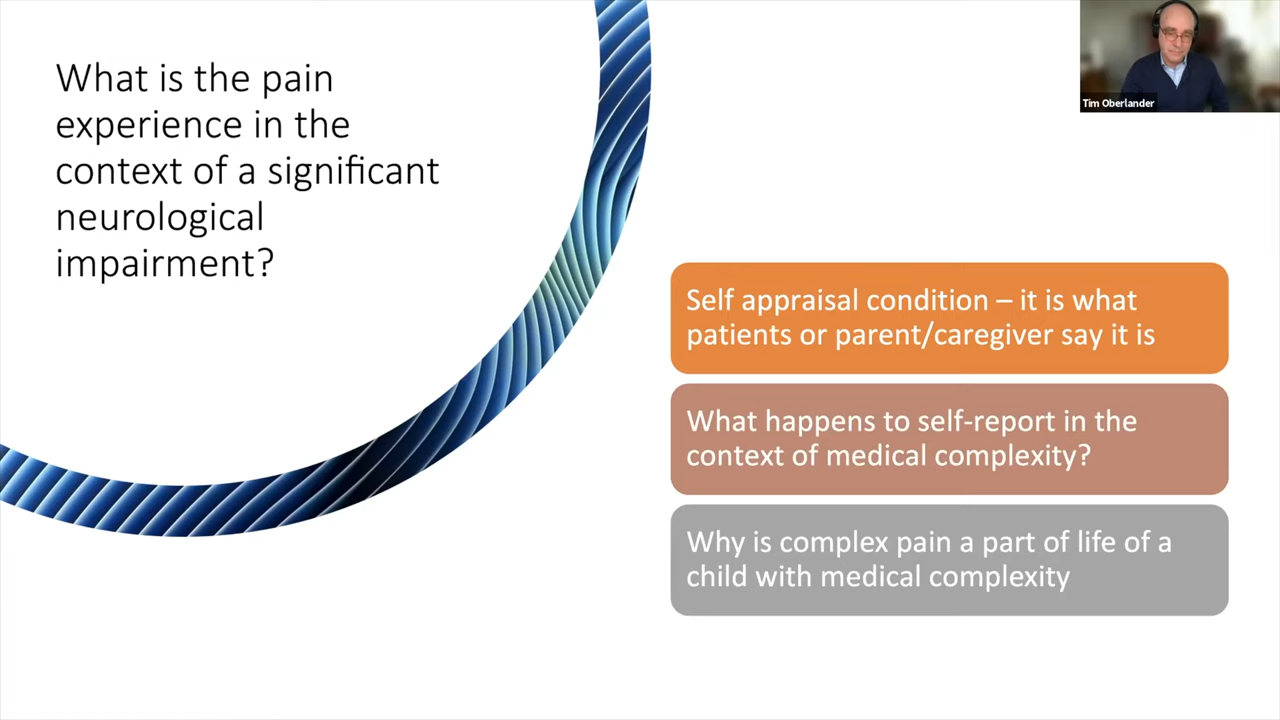 What is the pain
experience in the
context of a significant
neurological
impairment?
Tim Oberlander
Self appraisal condition – it is what
patients or parent/caregiver say it is
What happens to self-report in the
context of medical complexity?
Why is complex pain a part of life of a
child with medical complexity